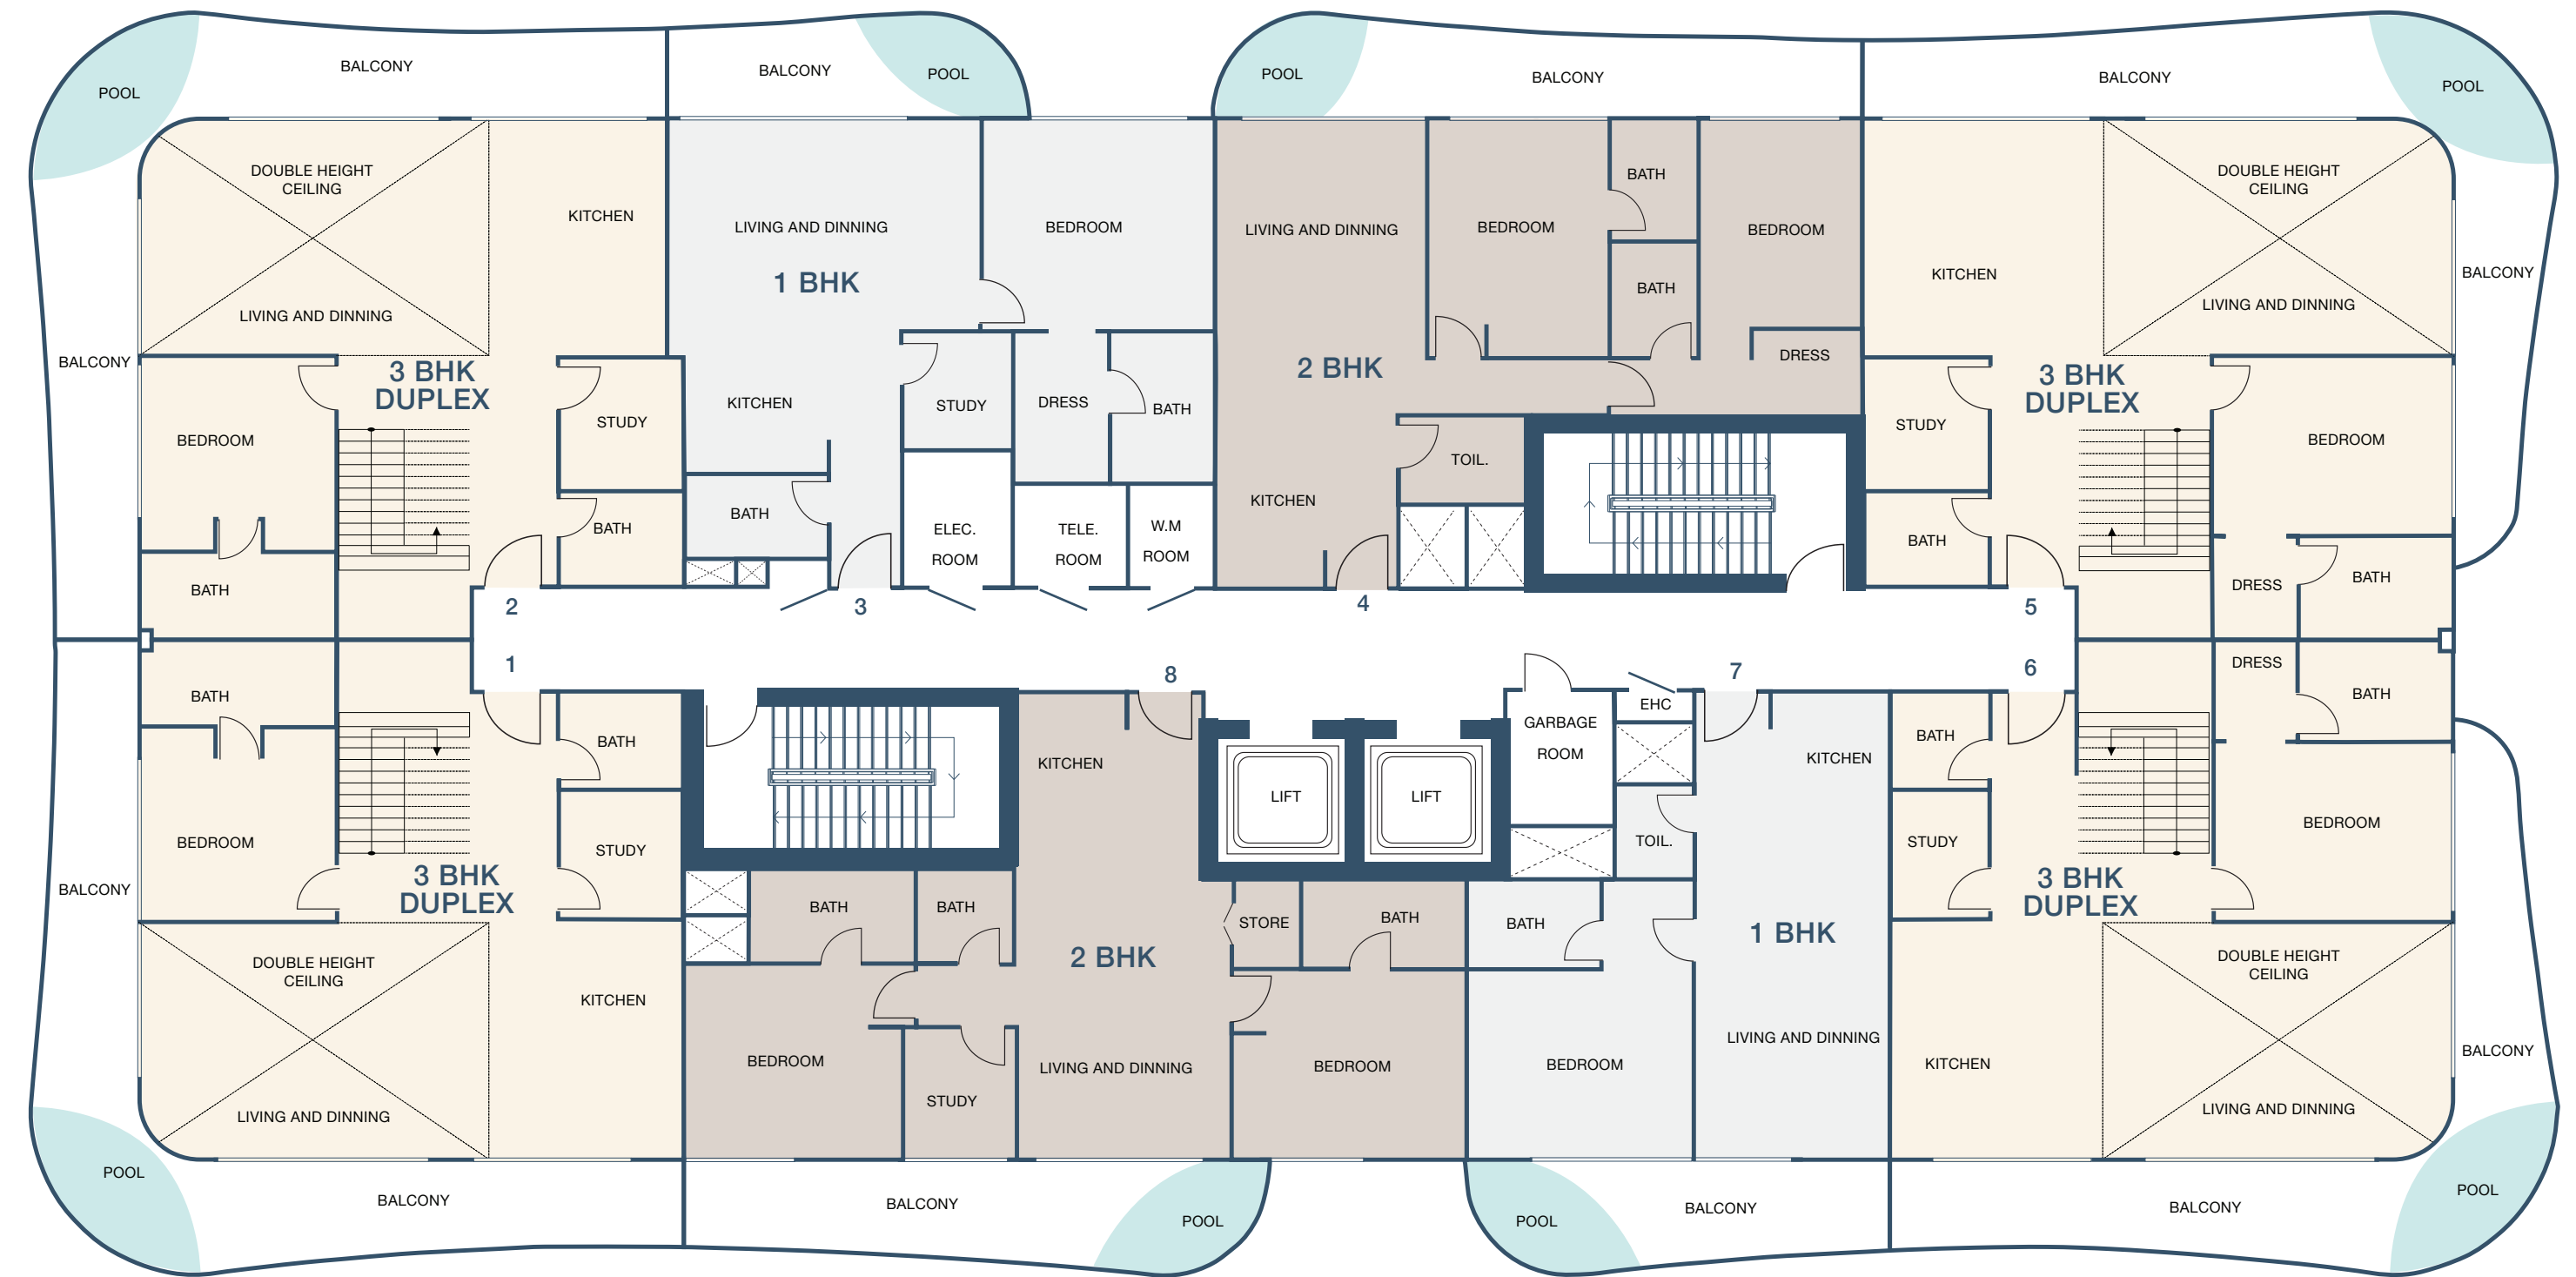 POOL
BALCONY
BALCONY
POOL
POOL
BALCONY
BALCONY
POOL
DOUBLE HEIGHT
CEILING
KITCHEN
LIVING AND DINNING
BALCONY
3 BHK
DUPLEX
BEDROOM
STUDY
BATH
BATH
2
LIVING AND DINNING
1 BHK
BEDROOM
KITCHEN
STUDY
DRESS
BATH
BATH
ELEC.
ROOM
TELE.
ROOM
W.M
ROOM
3
LIVING AND DINNING
BEDROOM
BATH
BATH
BEDROOM
DRESS
2 BHK
TOIL.
KITCHEN
4
DOUBLE HEIGHT
CEILING
BALCONY
KITCHEN
LIVING AND DINNING
3 BHK
DUPLEX
STUDY
BEDROOM
BATH
DRESS
BATH
5
1
BATH
BATH
BEDROOM
STUDY
BALCONY
3 BHK
DUPLEX
DOUBLE HEIGHT
CEILING
KITCHEN
LIVING AND DINNING
POOL
BALCONY
8
KITCHEN
BATH
BATH
2 BHK
STORE
BATH
BEDROOM
STUDY
LIVING AND DINNING
BEDROOM
BALCONY
POOL
LIFT
LIFT
GARBAGE
ROOM
EHC
7
KITCHEN
TOIL.
BATH
1 BHK
LIVING AND DINNING
BEDROOM
POOL
BALCONY
6
DRESS
BATH
BATH
STUDY
BEDROOM
3 BHK
DUPLEX
DOUBLE HEIGHT
CEILING
KITCHEN
BALCONY
LIVING AND DINNING
BALCONY
POOL